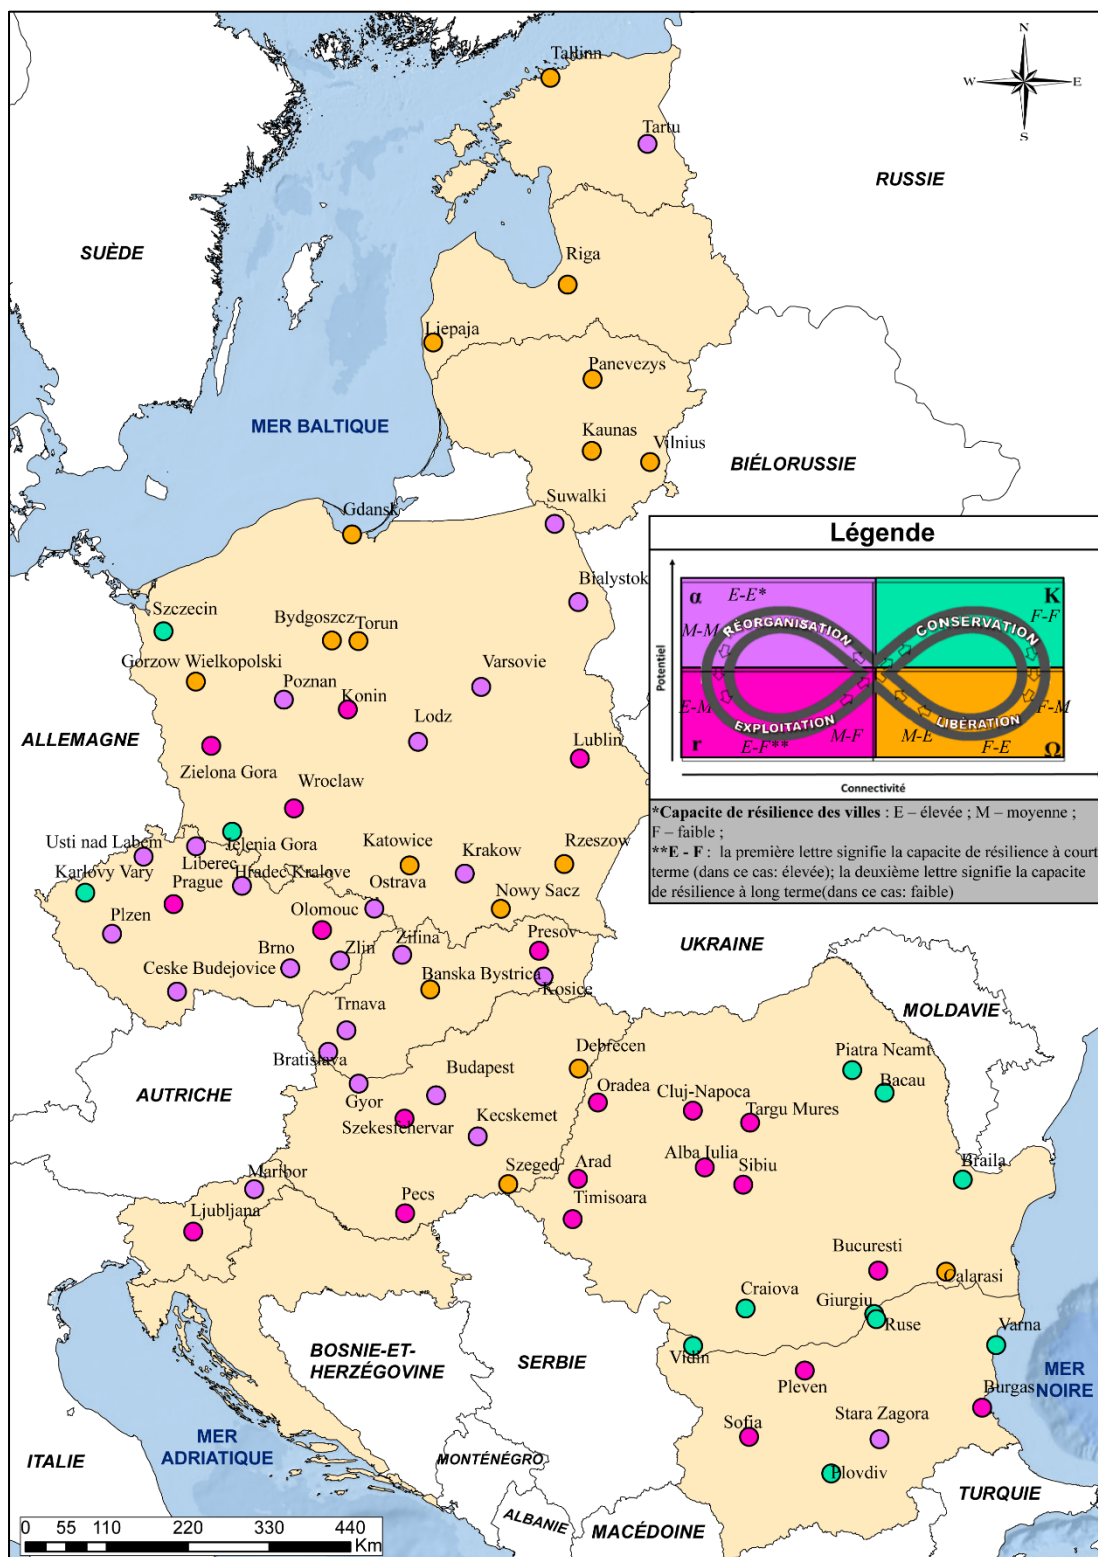 Tallinn
N
W
E
S
Tartu
RUSSIE
SUÈDE
Riga
Liepaja
Panevezys
MER BALTIQUE
Kaunas
Vilnius
BIÉLORUSSIE
Suwalki
Gdansk
Légende
Bialystok
Szczecin
Bydgoszcz
Torun
Gorzow Wielkopolski
Varsovie
Poznan
Konin
Lodz
ALLEMAGNE
Lublin
Zielona Gora
Wroclaw
α
E-E*
K
F-F
M-M
RÉORGANISATION
CONSERVATION
Potentiel
E-M
F-M
EXPLOITATION
M-F
M-E
LIBÉRATION
r
E-F**
F-E
Ω
Connectivité
*Capacite de résilience des villes : E – élevée ; M – moyenne ;
F – faible ;
**E - F : la première lettre signifie la capacite de résilience à court
terme (dans ce cas: élevée); la deuxième lettre signifie la capacite
de résilience à long terme(dans ce cas: faible)
Usti nad Labem
Jelenia Gora
Liberec
Katowice
Krakow
Rzeszow
Karlovy Vary
Hradec Kralove
Prague
Ostrava
Nowy Sacz
Olomouc
Plzen
Zilina
Presov
UKRAINE
Brno
Zlin
Ceske Budejovice
Banska Bystrica
Kosice
MOLDAVIE
Trnava
Bratislava
Debrecen
Piatra Neamt
AUTRICHE
Budapest
Oradea
Cluj-Napoca
Bacau
Gyor
Szekesfehervar
Kecskemet
Targu Mures
Alba Iulia
Maribor
Szeged
Arad
Sibiu
Braila
Pecs
Timisoara
Ljubljana
Bucuresti
Calarasi
Craiova
Giurgiu
Ruse
Varna
BOSNIE-ET-
HERZÉGOVINE
SERBIE
Vidin
MER
NOIRE
Pleven
Burgas
Sofia
Stara Zagora
MER
ADRIATIQUE
ITALIE
MONTÉNÉGRO
Plovdiv
TURQUIE
ALBANIE
MACÉDOINE
0 55 110 220 330 440
Km